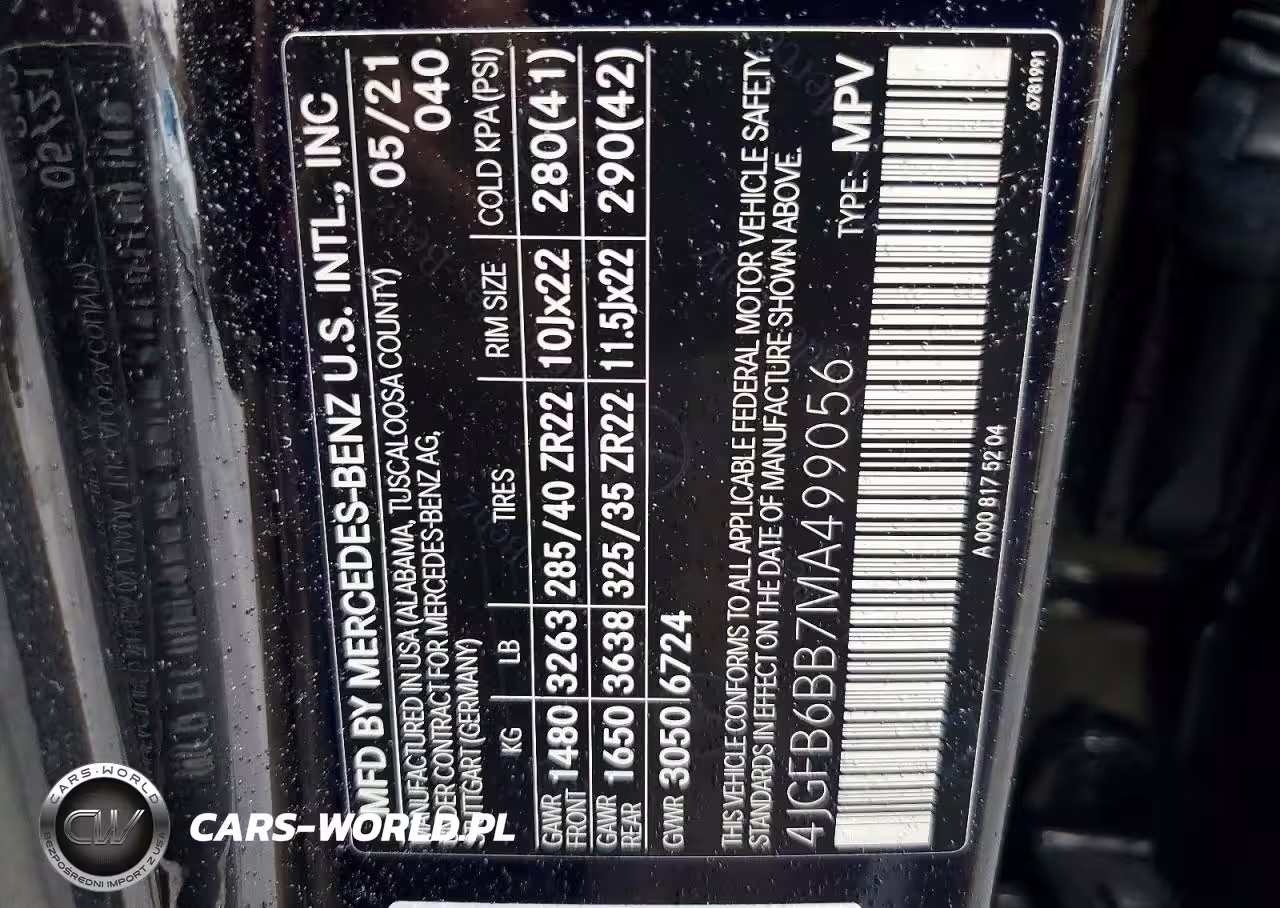 MFD BY MERCEDES-BENZ U.S. INTL., INC
MANUFACTURED IN USA (ALABAMA, TUSCALOOSA COUNTY) 05/21
UNDER CONTRACT FOR MERCEDES-BENZ AG, 040
STUTTGART (GERMANY)
KG LB TIRES RIM SIZE COLD KPA (PSI)
GAWR FRONT 1480 3263 285/40 ZR22 10Jx22 280(41)
GAWR REAR 1650 3638 325/35 ZR22 11.5Jx22 290(42)
GVWR 3050 6724
THIS VEHICLE CONFORMS TO ALL APPLICABLE FEDERAL MOTOR VEHICLE SAFETY
STANDARDS IN EFFECT ON THE DATE OF MANUFACTURE SHOWN ABOVE.
4JGFB6BB7MA499056 TYPE: MPV
A 000 817 52 04
6781991
CARS-WORLD
CW
BEZPOŚREDNI IMPORT Z USA
CARS-WORLD.PL